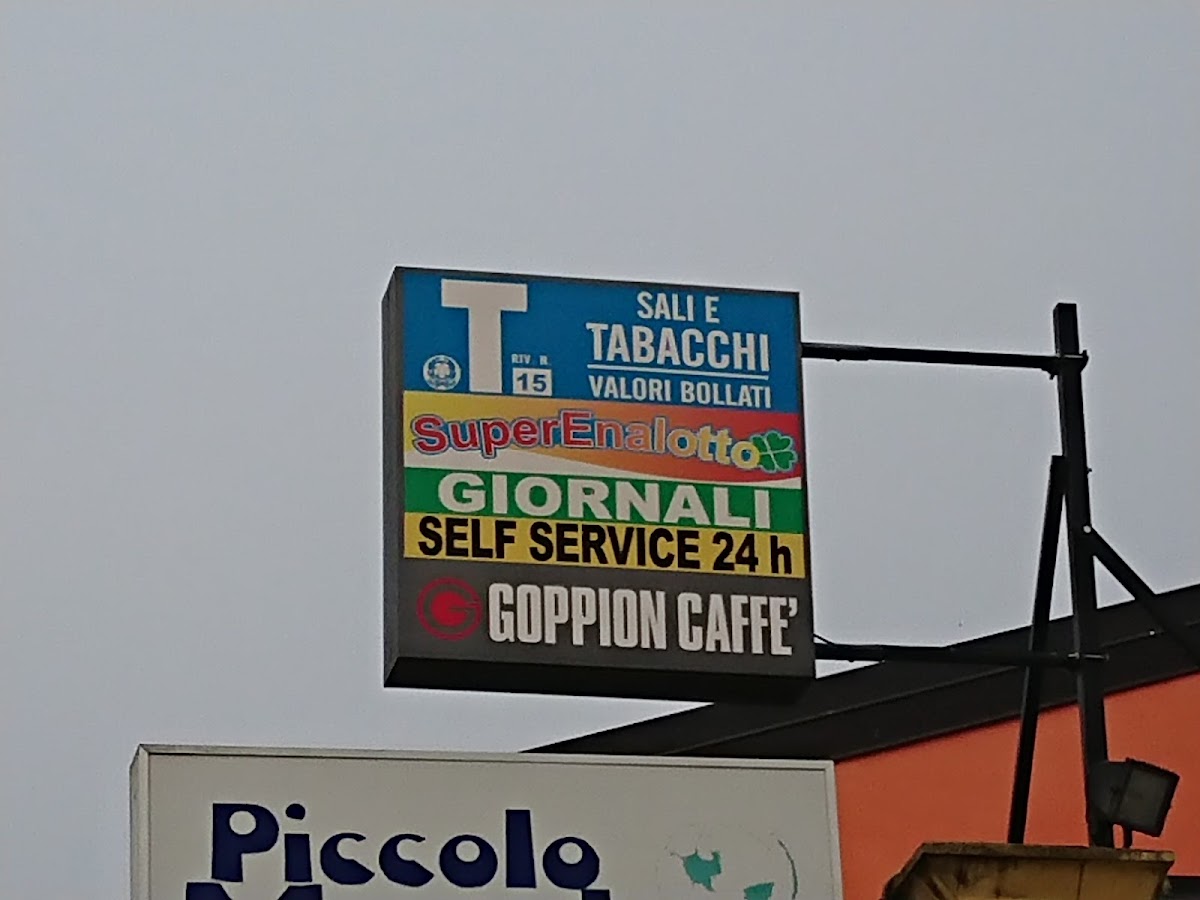 T
RIV. N.
15
SALI E
TABACCHI
VALORI BOLLATI
SuperEnalotto
GIORNALI
SELF SERVICE 24 h
G GOPPION CAFFE'
Piccolo